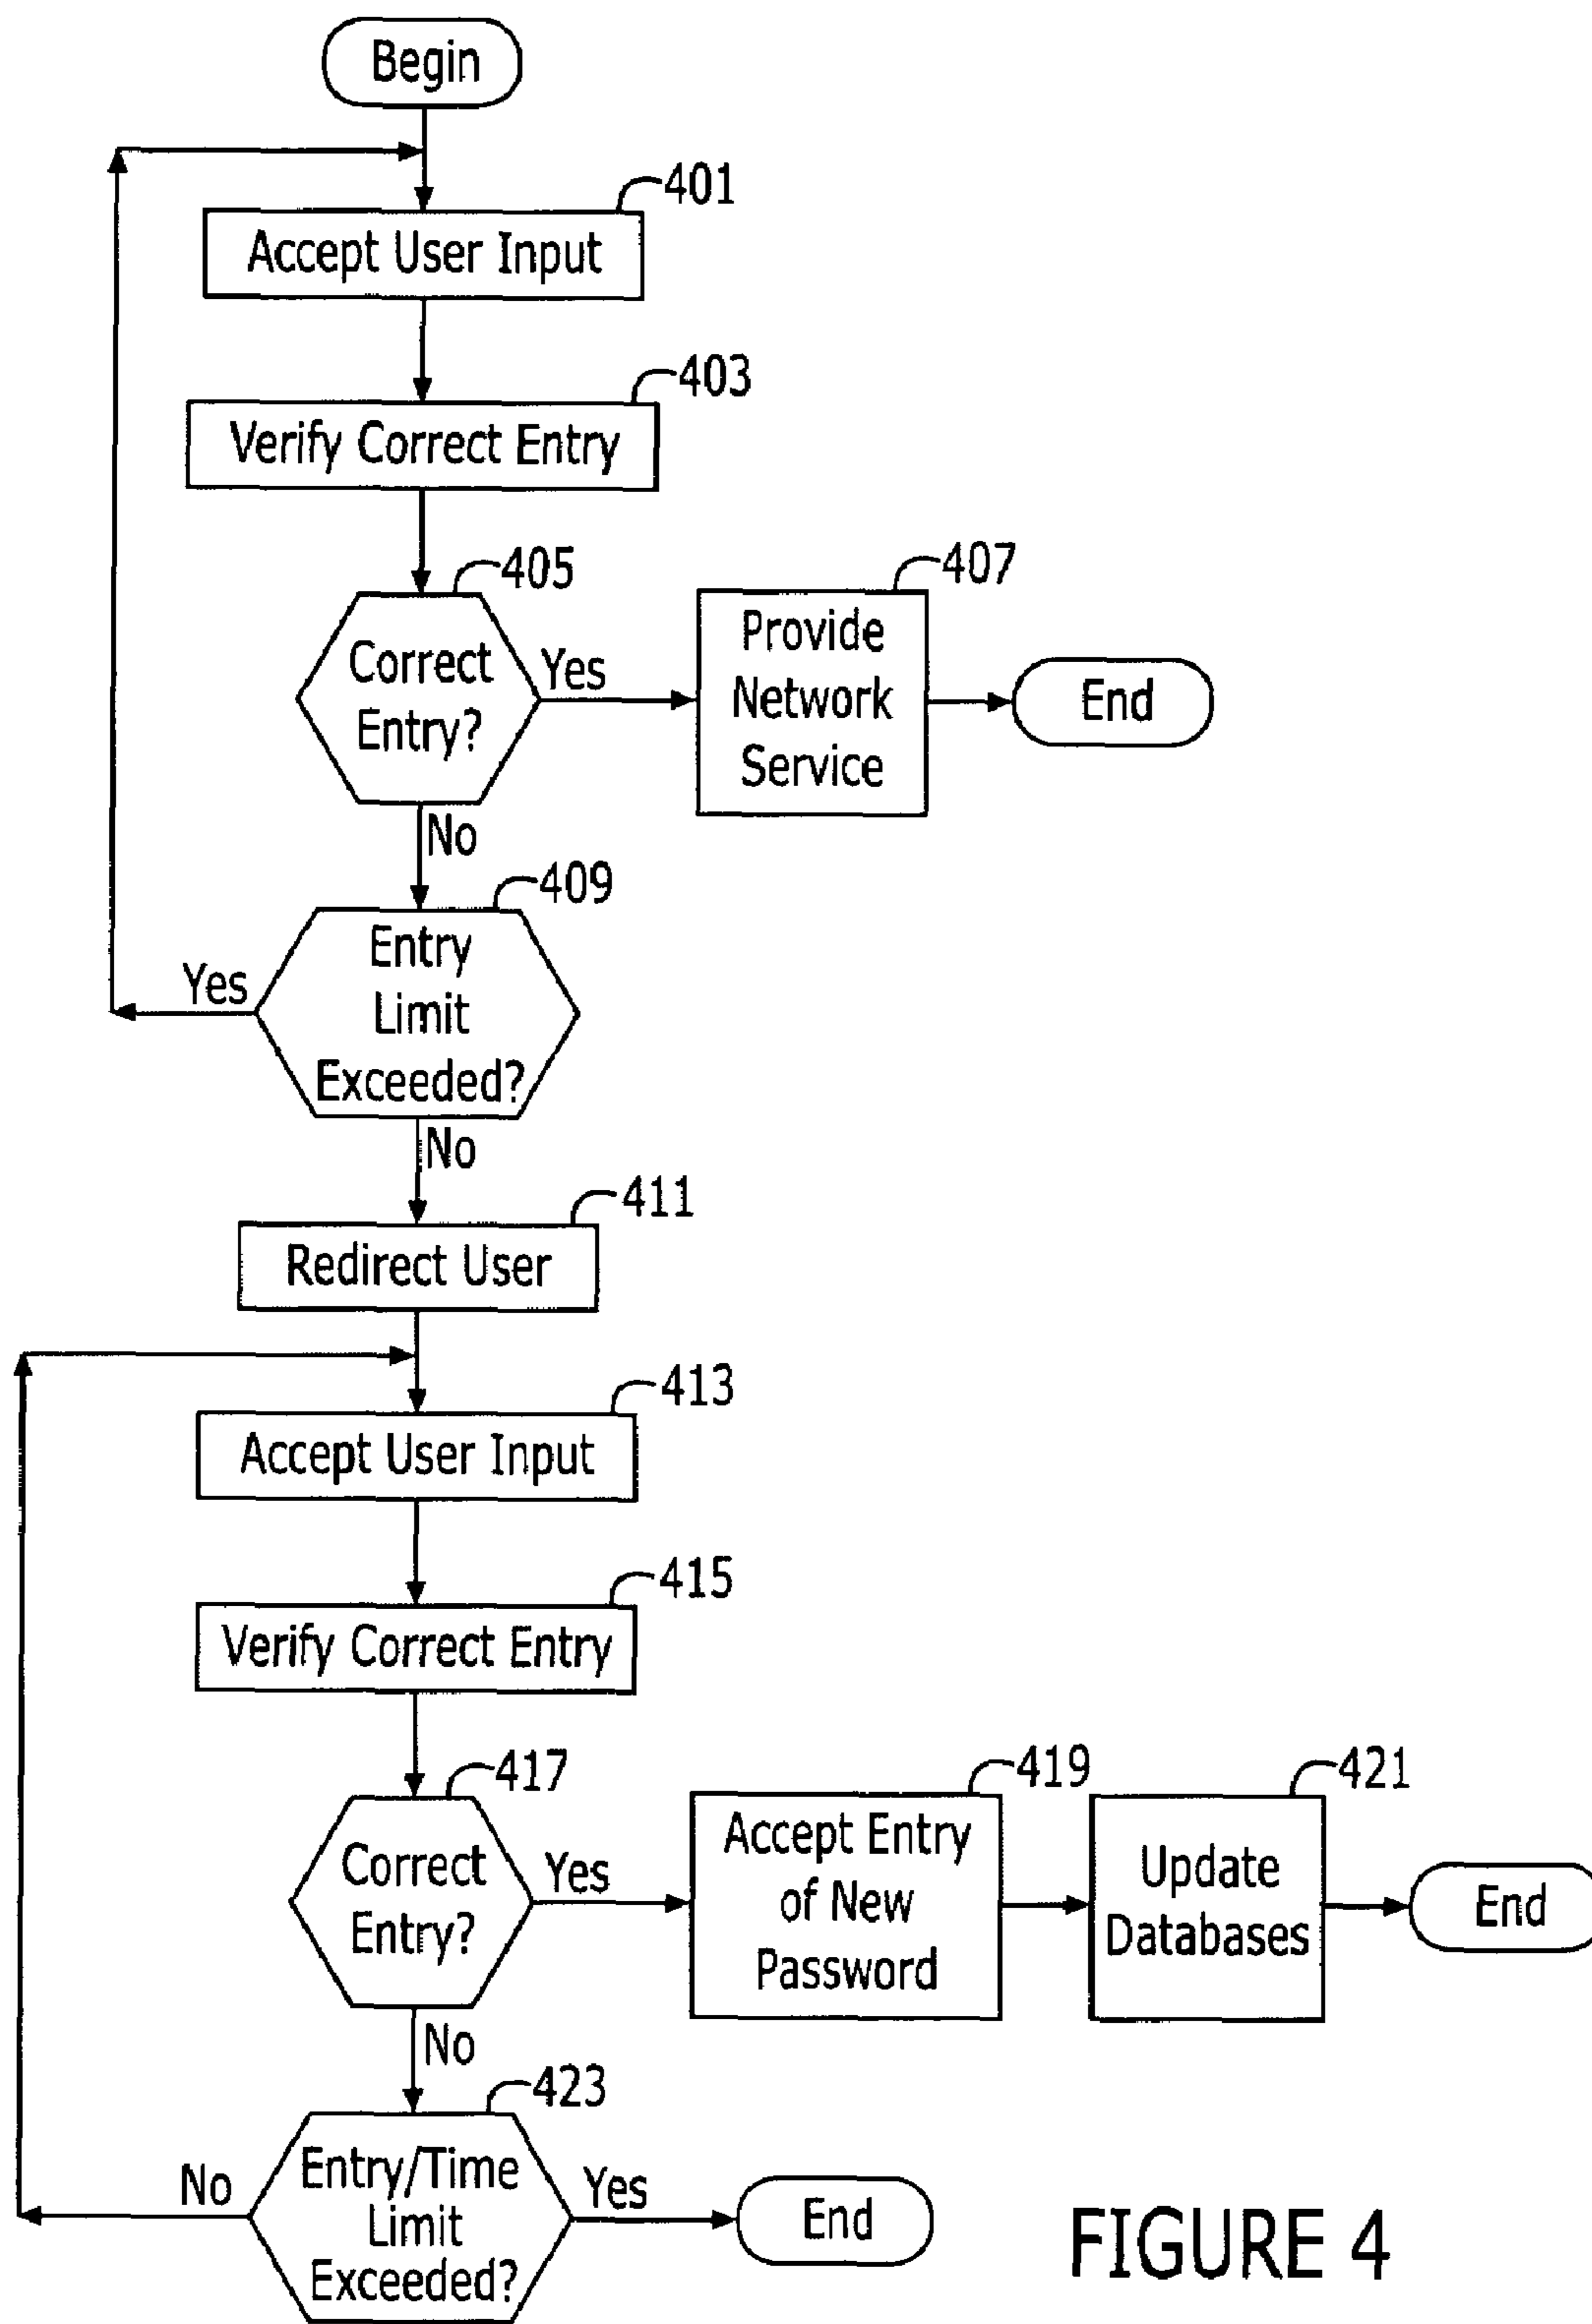 Begin
401
Accept User Input
403
Verify Correct Entry
405
Correct
Entry?
Yes
407
Provide
Network
Service
End
No
409
Entry
Limit
Exceeded?
Yes
No
411
Redirect User
413
Accept User Input
415
Verify Correct Entry
417
Correct
Entry?
Yes
419
Accept Entry
of New
Password
421
Update
Databases
End
No
423
Entry/Time
Limit
Exceeded?
No
Yes
End
FIGURE 4